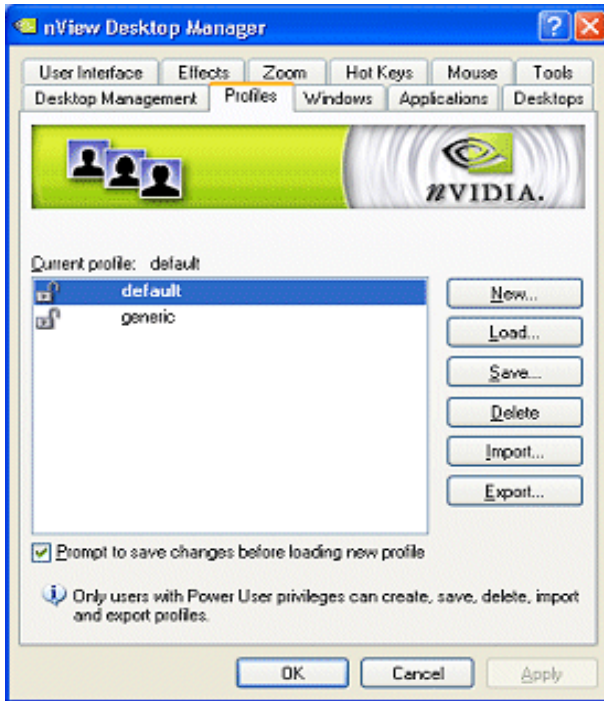 nView Desktop Manager
User Interface Effects Zoom Hot Keys Mouse Tools
Desktop Management Profiles Windows Applications Desktops
nVIDIA.
Current profile: default
default
generic
New...
Load...
Save...
Delete
Import...
Export...
Prompt to save changes before loading new profile
Only users with Power User privileges can create, save, delete, import
and export profiles.
OK Cancel Apply